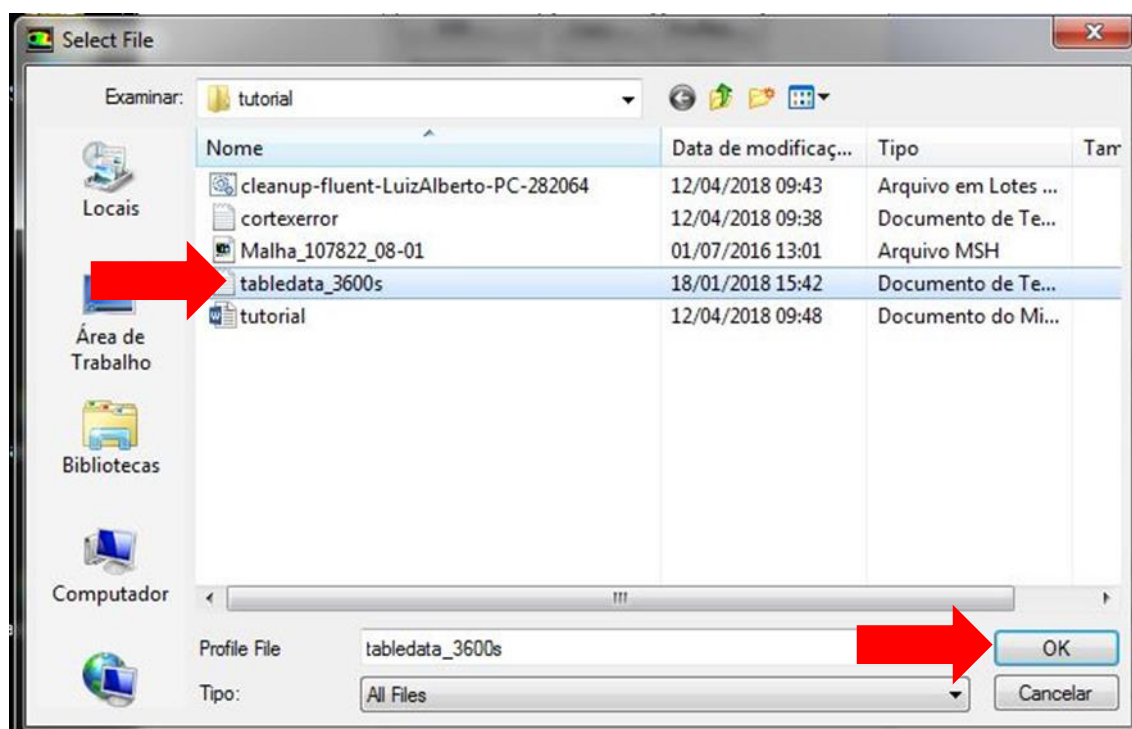 Select File
Examinar: tutorial
Nome Data de modificaç... Tipo Tam
cleanup-fluent-LuizAlberto-PC-282064 12/04/2018 09:43 Arquivo em Lotes ...
cortexerror 12/04/2018 09:38 Documento de Te...
Malha_107822_08-01 01/07/2016 13:01 Arquivo MSH
tabledata_3600s 18/01/2018 15:42 Documento de Te...
tutorial 12/04/2018 09:48 Documento do Mi...
Locais
Área de
Trabalho
Bibliotecas
Computador
Profile File tabledata_3600s OK
Tipo: All Files Cancelar